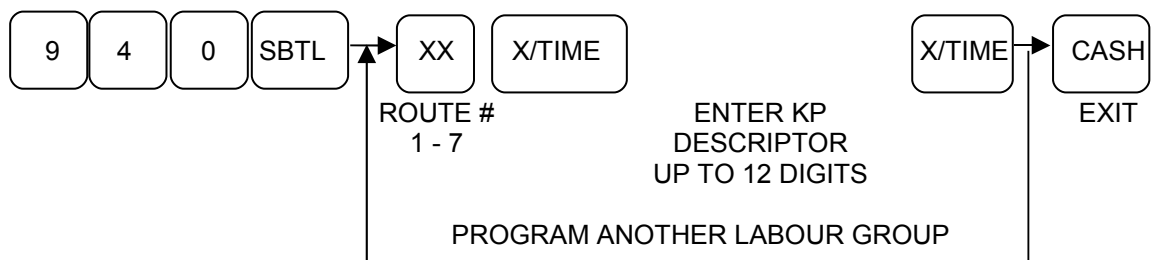 9 4 0 SBTL XX X/TIME X/TIME CASH
ROUTE # ENTER KP EXIT
1 - 7 DESCRIPTOR
UP TO 12 DIGITS
PROGRAM ANOTHER LABOUR GROUP